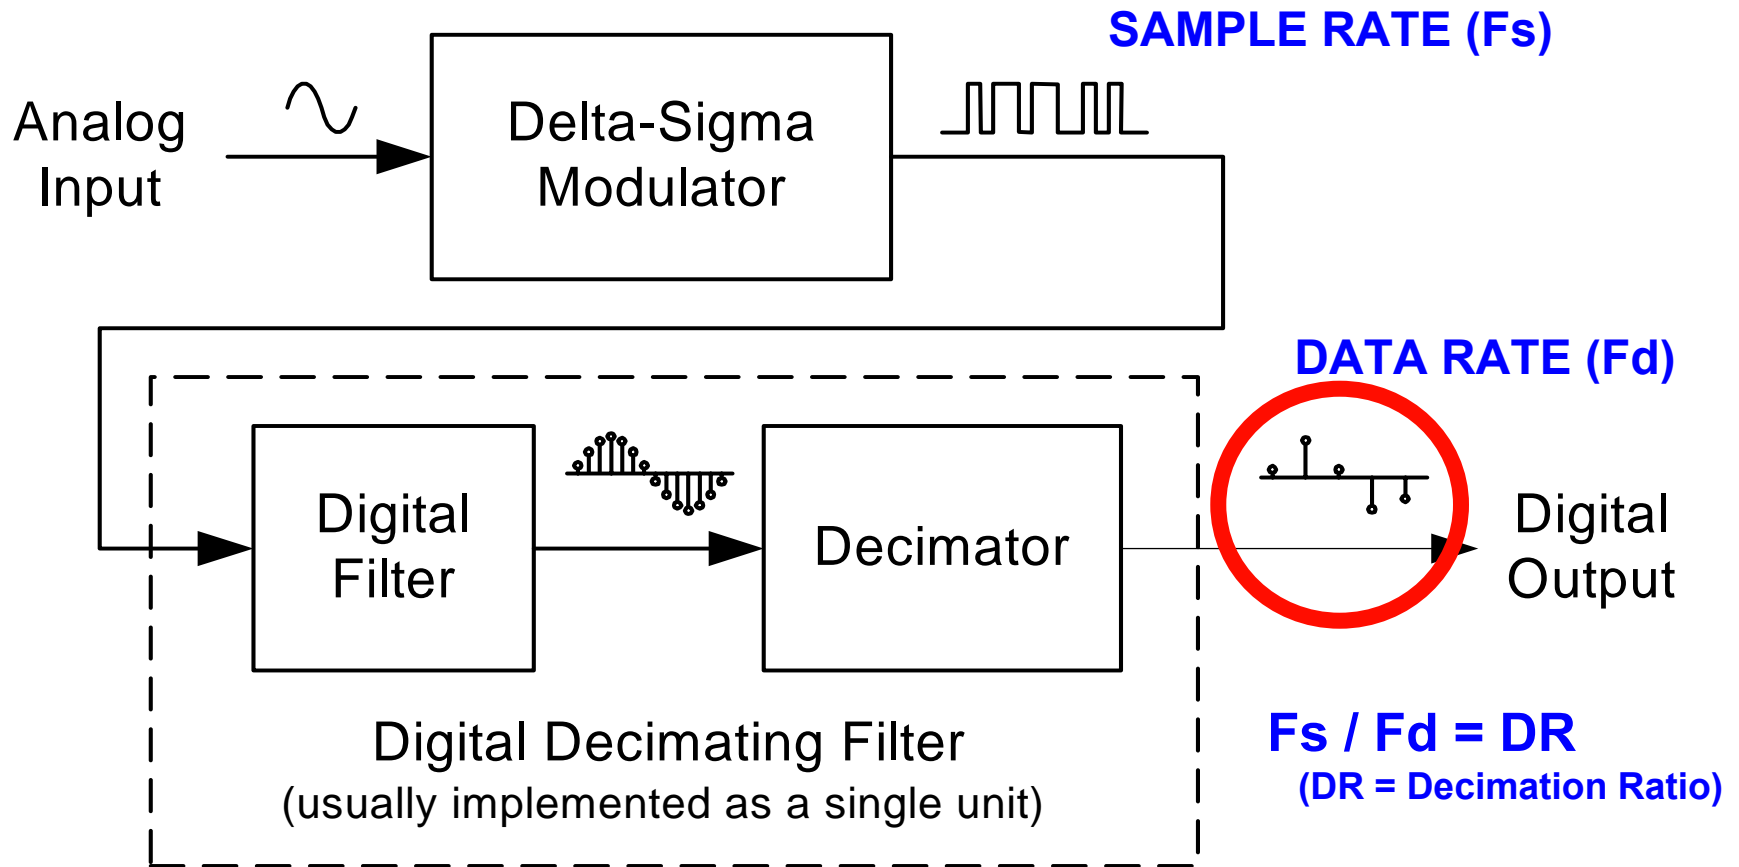 SAMPLE RATE (Fs)
Analog
Input
Delta-Sigma
Modulator
DATA RATE (Fd)
Digital
Filter
Decimator
Digital
Output
Digital Decimating Filter
(usually implemented as a single unit)
Fs / Fd = DR
(DR = Decimation Ratio)